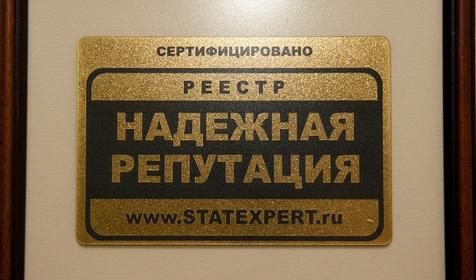 СЕРТИФИЦИРОВАНО
РЕЕСТР
НАДЕЖНАЯ
РЕПУТАЦИЯ
www.STATEXPERT.ru